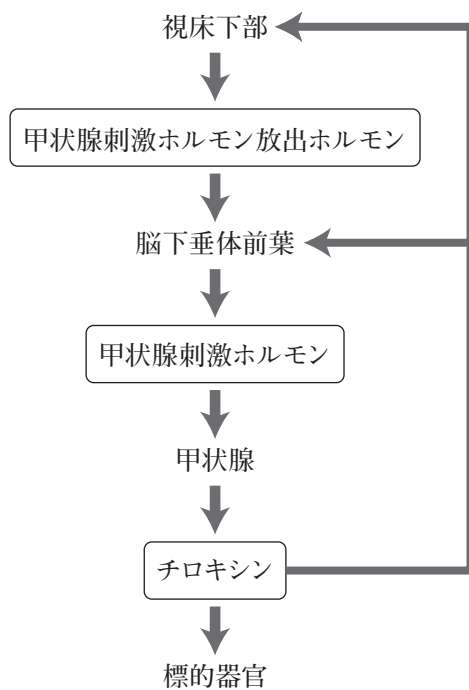 視床下部
甲状腺刺激ホルモン放出ホルモン
脳下垂体前葉
甲状腺刺激ホルモン
甲状腺
チロキシン
標的器官